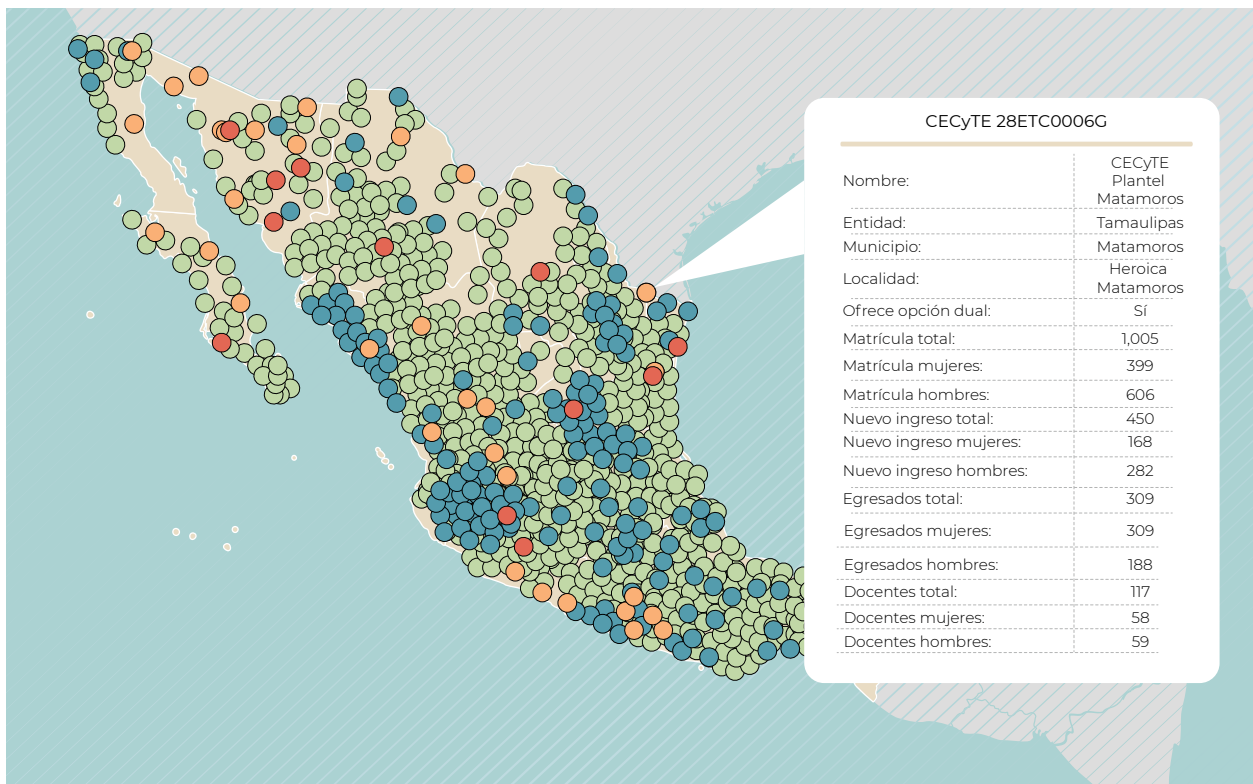 CECyTE 28ETC0006G
Nombre: CECyTE
Plantel
Matamoros
Entidad: Tamaulipas
Municipio: Matamoros
Localidad: Heroica
Matamoros
Ofrece opción dual: Sí
Matrícula total: 1,005
Matrícula mujeres: 399
Matrícula hombres: 606
Nuevo ingreso total: 450
Nuevo ingreso mujeres: 168
Nuevo ingreso hombres: 282
Egresados total: 309
Egresados mujeres: 309
Egresados hombres: 188
Docentes total: 117
Docentes mujeres: 58
Docentes hombres: 59